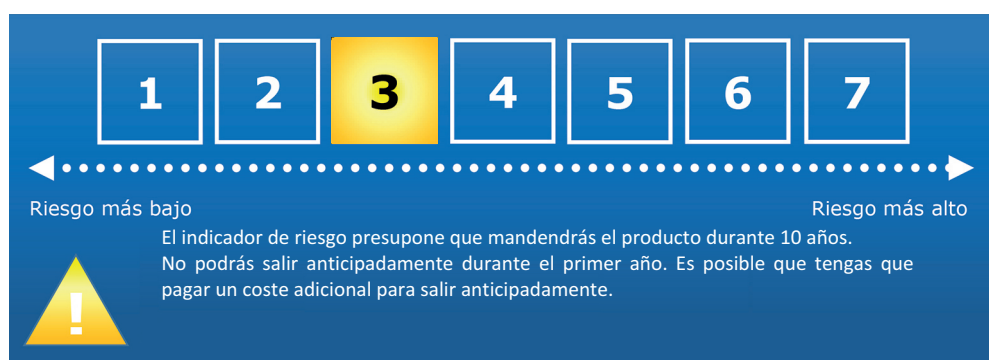 1 2 3 4 5 6 7
Riesgo más bajo Riesgo más alto
El indicador de riesgo presupone que mandendrás el producto durante 10 años.
No podrás salir anticipadamente durante el primer año. Es posible que tengas que
pagar un coste adicional para salir anticipadamente.
!